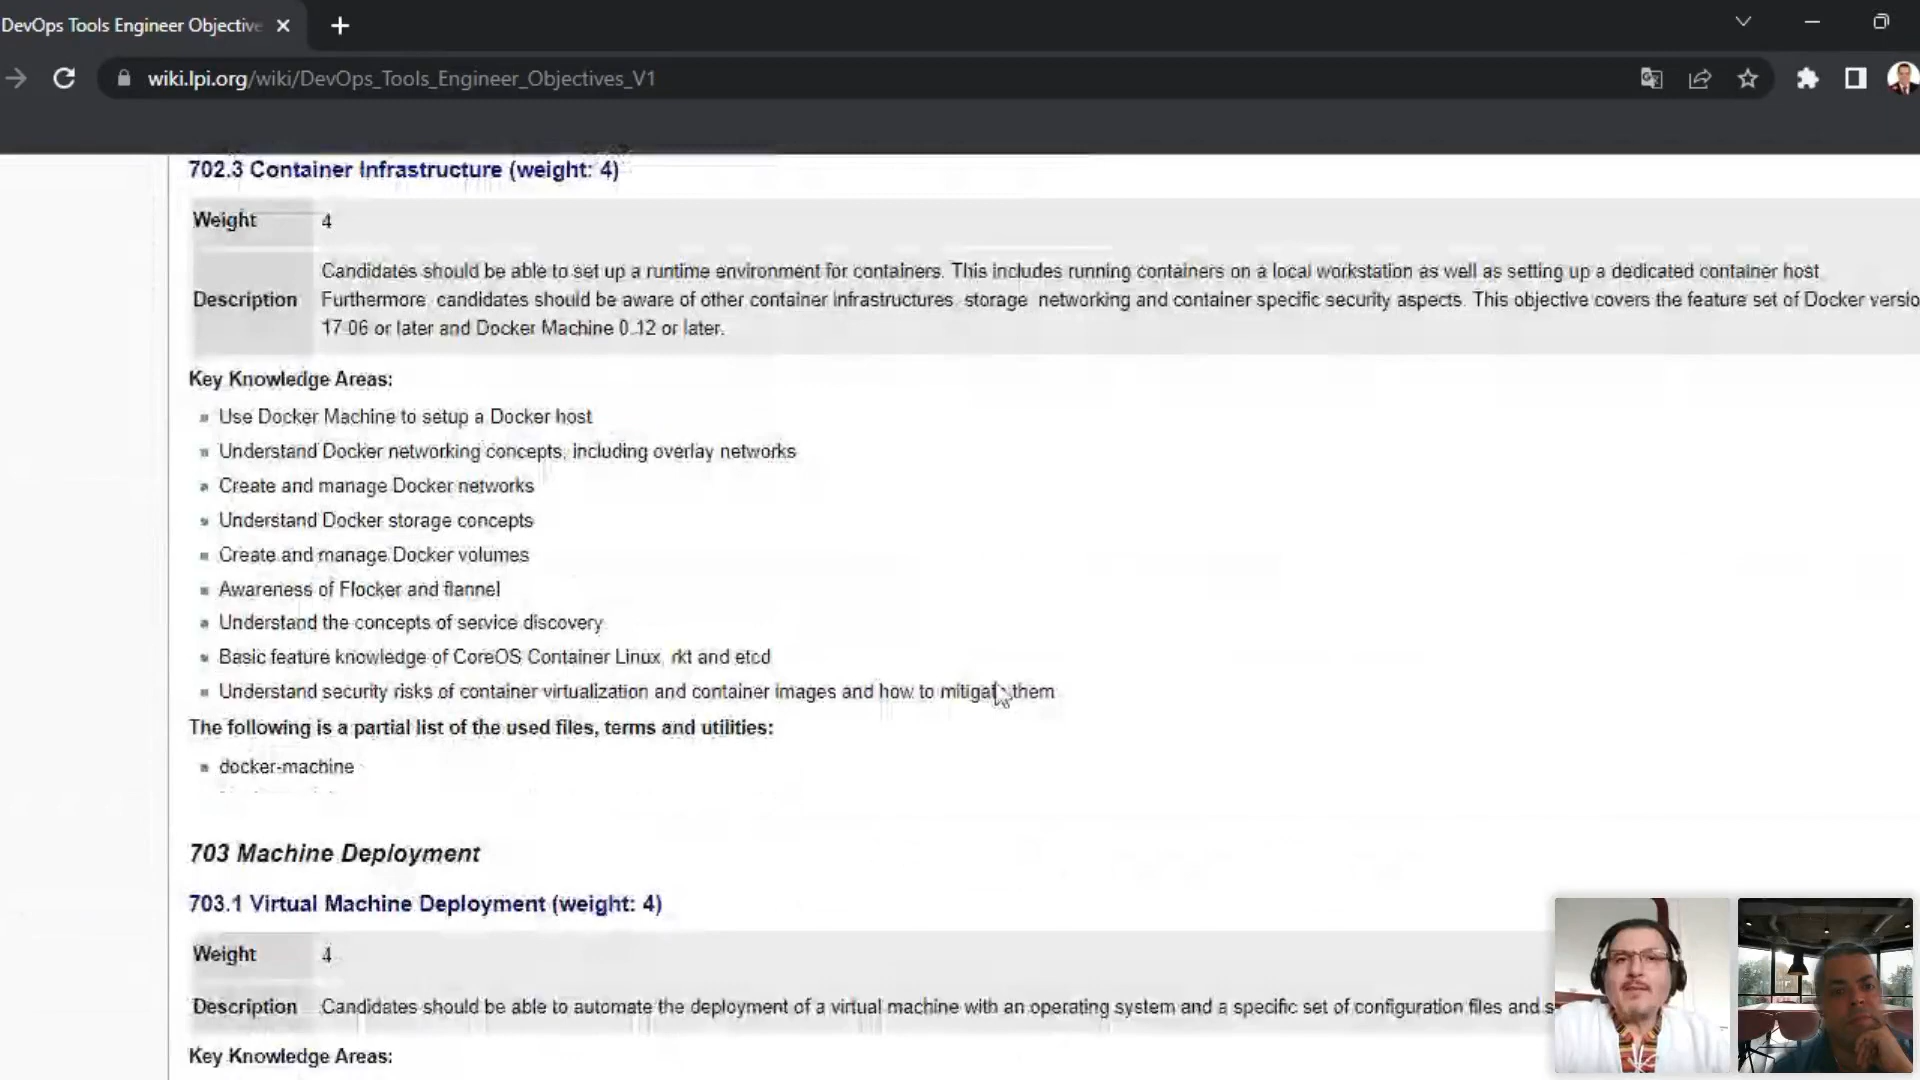 DevOps Tools Engineer Objective
wiki.lpi.org/wiki/DevOps_Tools_Engineer_Objectives_V1
702.3 Container Infrastructure (weight: 4)
Weight 4
Candidates should be able to set up a runtime environment for containers. This includes running containers on a local workstation as well as setting up a dedicated container host
Description Furthermore, candidates should be aware of other container infrastructures, storage, networking and container specific security aspects. This objective covers the feature set of Docker versio
17.06 or later and Docker Machine 0.12 or later.
Key Knowledge Areas:
Use Docker Machine to setup a Docker host
Understand Docker networking concepts, including overlay networks
Create and manage Docker networks
Understand Docker storage concepts
Create and manage Docker volumes
Awareness of Flocker and flannel
Understand the concepts of service discovery
Basic feature knowledge of CoreOS Container Linux, rkt and etcd
Understand security risks of container virtualization and container images and how to mitigate them
The following is a partial list of the used files, terms and utilities:
docker-machine
703 Machine Deployment
703.1 Virtual Machine Deployment (weight: 4)
Weight 4
Description Candidates should be able to automate the deployment of a virtual machine with an operating system and a specific set of configuration files and s
Key Knowledge Areas: